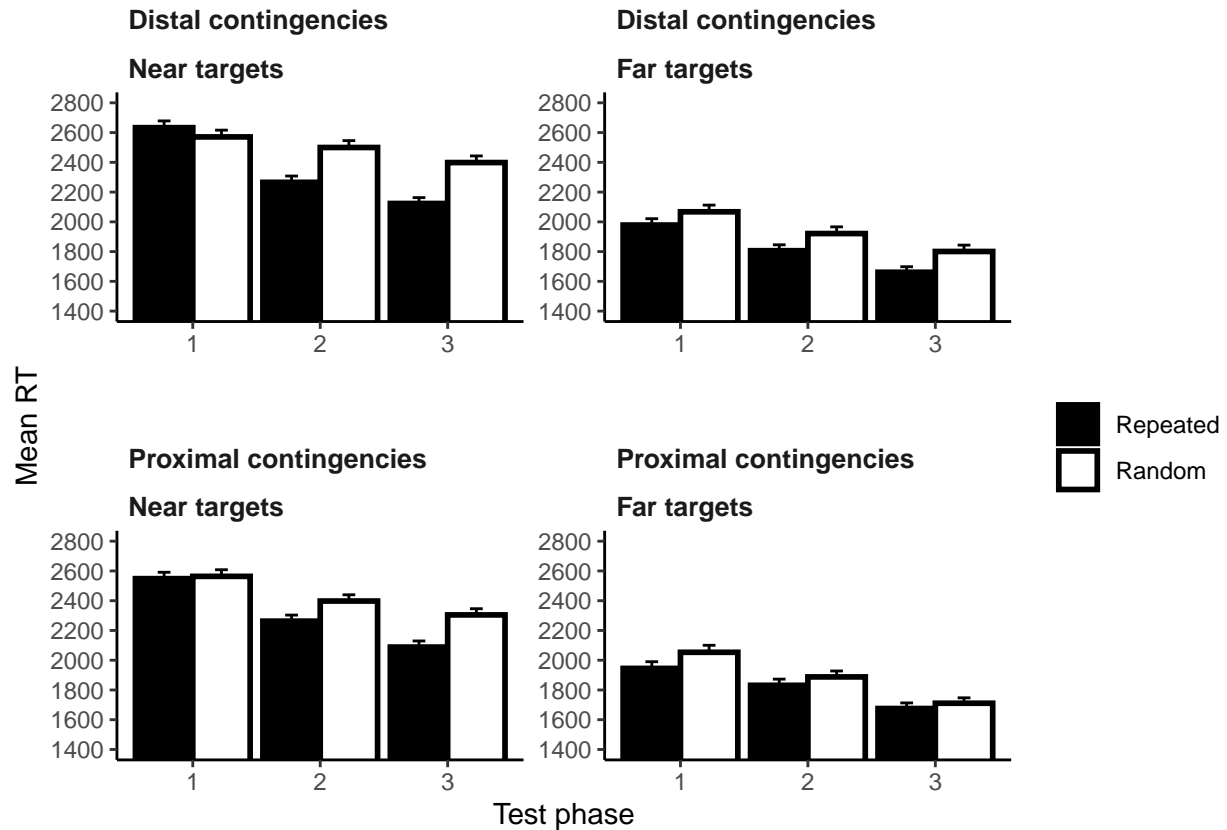 Distal contingencies
Near targets
2800
2600
2400
2200
2000
1800
1600
1400
1 2 3
Distal contingencies
Far targets
2800
2600
2400
2200
2000
1800
1600
1400
1 2 3
Mean RT
Proximal contingencies
Near targets
2800
2600
2400
2200
2000
1800
1600
1400
1 2 3
Proximal contingencies
Far targets
2800
2600
2400
2200
2000
1800
1600
1400
1 2 3
Test phase
Repeated
Random